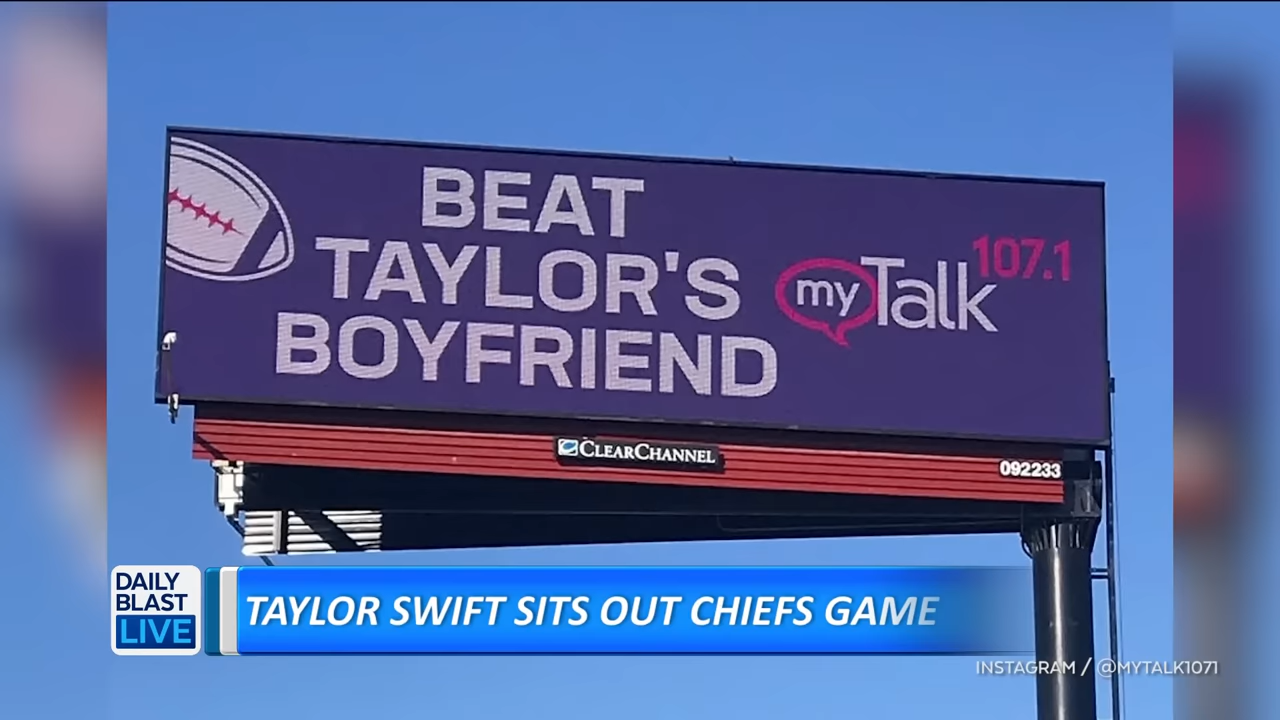 BEAT
TAYLOR'S
BOYFRIEND
myTalk 107.1
CLEARCHANNEL
092233
DAILY
BLAST
LIVE
TAYLOR SWIFT SITS OUT CHIEFS GAME
INSTAGRAM / @MYTALK1071